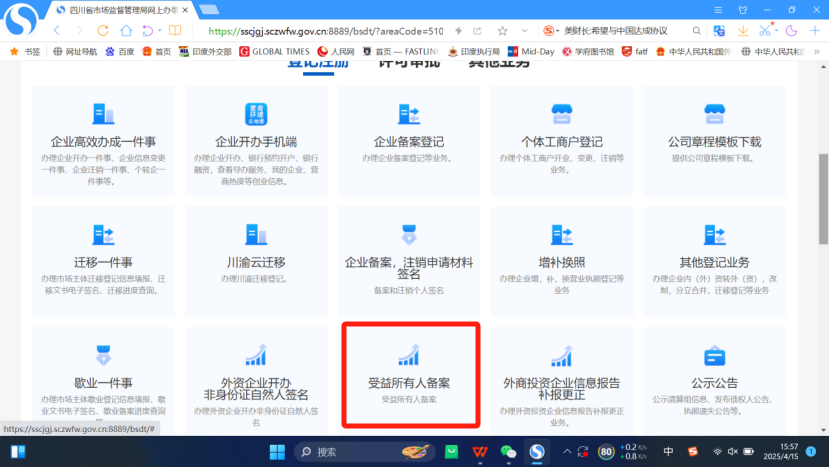 四川省市场监督管理局网上办事
https://sscjgj.sczwfw.gov.cn:8889/bsdt/?areaCode=510
美财长:希望与中国达成协议
书签 网址导航 百度 首页 印度外交部 GLOBAL TIMES 人民网 首页 — FASTLINK 印度执行局 Mid-Day 学府图书馆 fatf 中华人民共和国外 中华人民共和国
登记注册 许可审批 其他业务
企业高效办成一件事
办理企业开办一件事、企业信息变更
一件事、企业注销一件事、个转企一
件事等。
营商
环境
云地图
企业开办手机端
办理企业开办、银行预约开户、银行
融资，查看导办服务、我的企业、营
商热度等创业信息。
企业备案登记
办理企业备案登记等业务。
个体工商户登记
办理个体工商户开业、变更、注销等
业务。
公司章程模板下载
提供公司章程模板下载。
迁移一件事
办理市场主体迁移登记信息填报、迁
移文书电子签名、迁移进度查询。
川渝云迁移
办理川渝迁移登记。
企业备案，注销申请材料
签名
备案和注销个人签名
增补换照
办理企业增、补，换营业执照登记等
业务
其他登记业务
办理企业内（外）资转外（资），改
制，分立合并、迁移登记等业务
歇业一件事
办理市场主体歇业登记信息填报、歇
业文书电子签名、歇业备案进度查询
外资企业开办
非身份证自然人签名
办理外资企业开办非身份证自然人签
名
受益所有人备案
受益所有人备案
外商投资企业信息报告
补报更正
办理外资投资企业信息报告补报更正
业务。
公示公告
公示清算组信息、发布债权人公告、
执照遗失公告等。
https://sscjgj.sczwfw.gov.cn:8889/bsdt/#
搜索
80
↑0.2 K/s
↓0.8 K/s
中
15:57
2025/4/15
1